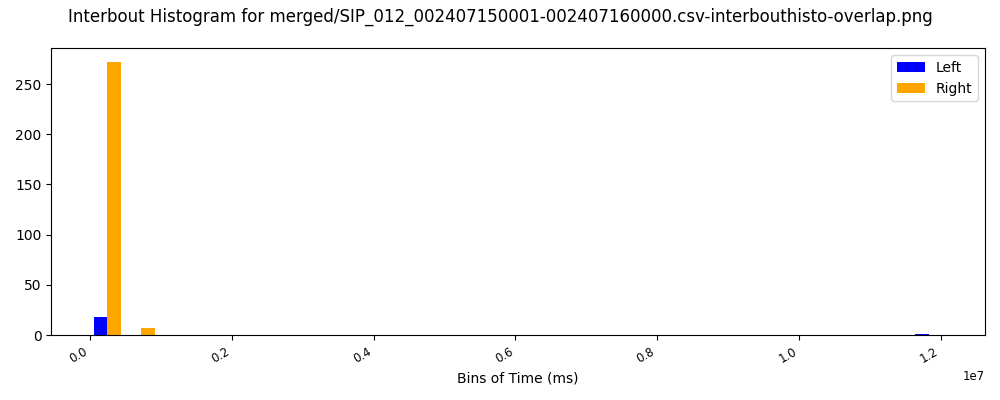 Interbout Histogram for merged/SIP_012_002407150001-002407160000.csv-interbouthisto-overlap.png
Left
Right
250
200
150
100
50
0
0.0
0.2
0.4
0.6
0.8
1.0
1.2
1e7
Bins of Time (ms)